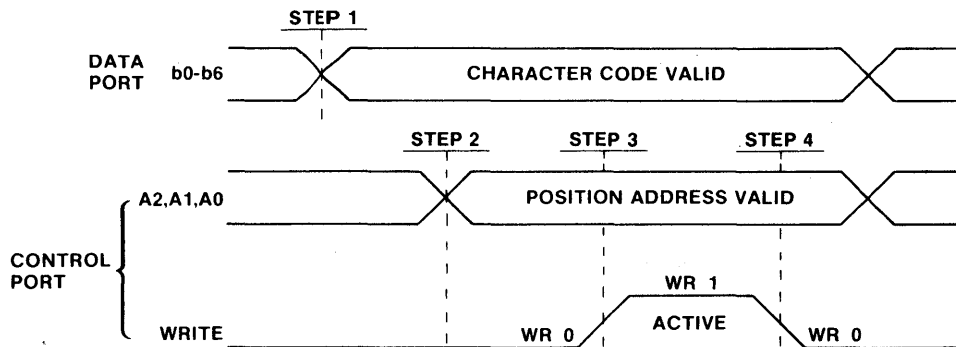 STEP 1
DATA PORT b0-b6 CHARACTER CODE VALID
STEP 2 STEP 3 STEP 4
A2,A1,A0 POSITION ADDRESS VALID
CONTROL PORT
WR 1
WRITE WR 0 ACTIVE WR 0